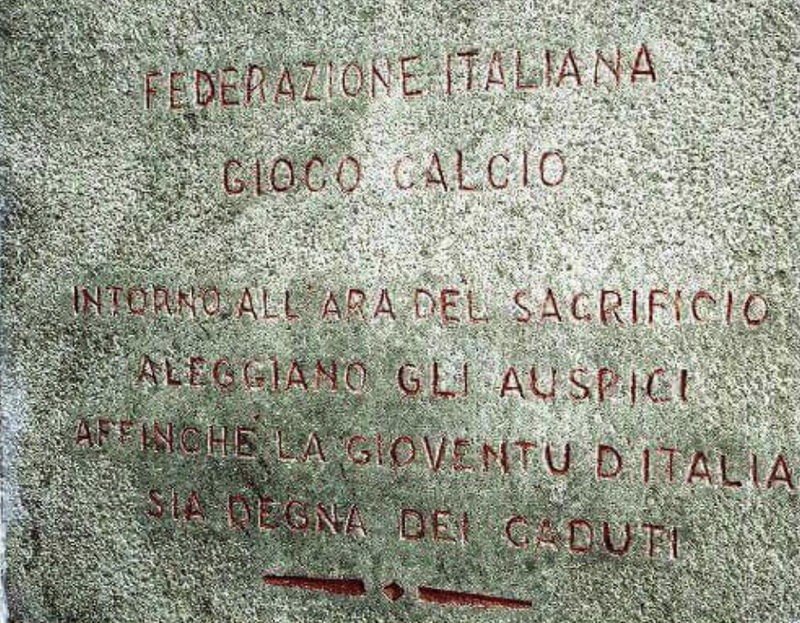 FEDERAZIONE ITALIANA
GIOCO CALCIO
INTORNO ALL'ARA DEL SACRIFICIO
ALEGGIANO GLI AUSPICI
AFFINCHÉ LA GIOVENTU D'ITALIA
SIA DEGNA DEI CADUTI